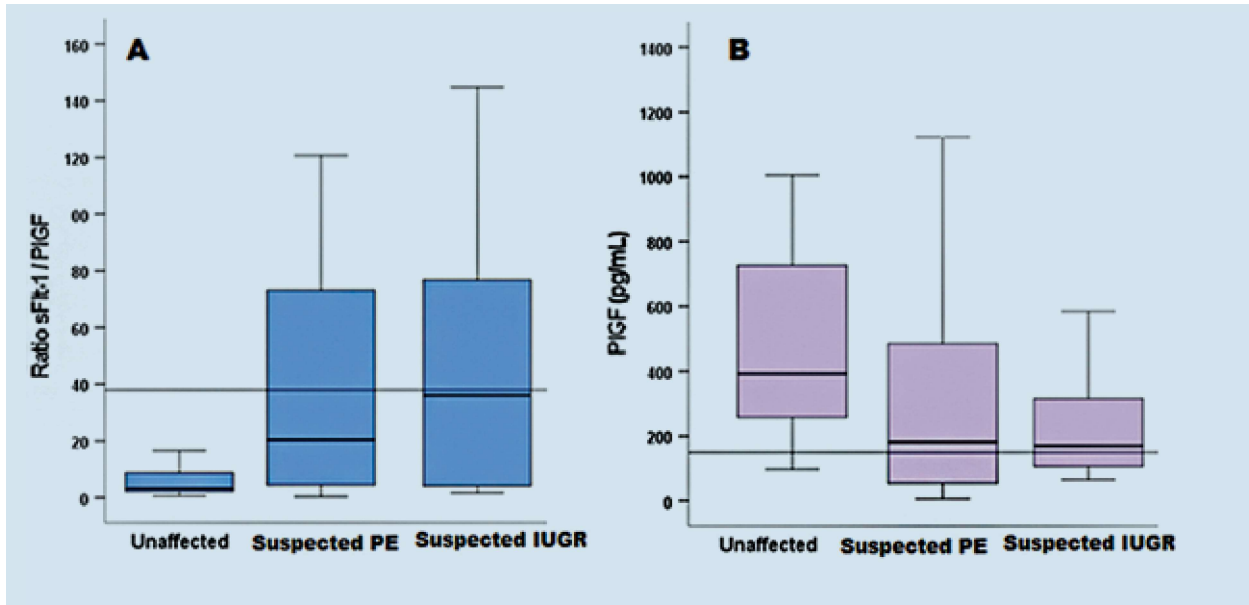 A
160
140
120
00
80
60
40
20
0
Ratio sFlt-1 / PlGF
Unaffected
Suspected PE
Suspected IUGR
B
1400
1200
1000
800
600
400
200
0
PlGF (pg/mL)
Unaffected
Suspected PE
Suspected IUGR